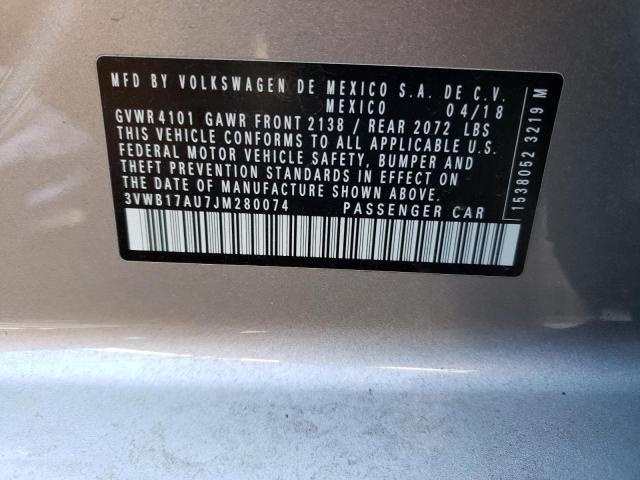 MFD BY VOLKSWAGEN DE MEXICO S.A. DE C.V.
MEXICO 04/18
GVWR 4101 GAWR FRONT 2138 / REAR 2072 LBS
THIS VEHICLE CONFORMS TO ALL APPLICABLE U.S.
FEDERAL MOTOR VEHICLE SAFETY, BUMPER AND
THEFT PREVENTION STANDARDS IN EFFECT ON
THE DATE OF MANUFACTURE SHOWN ABOVE.
3VWB17AU7JM280074 PASSENGER CAR
1538052 3219 M